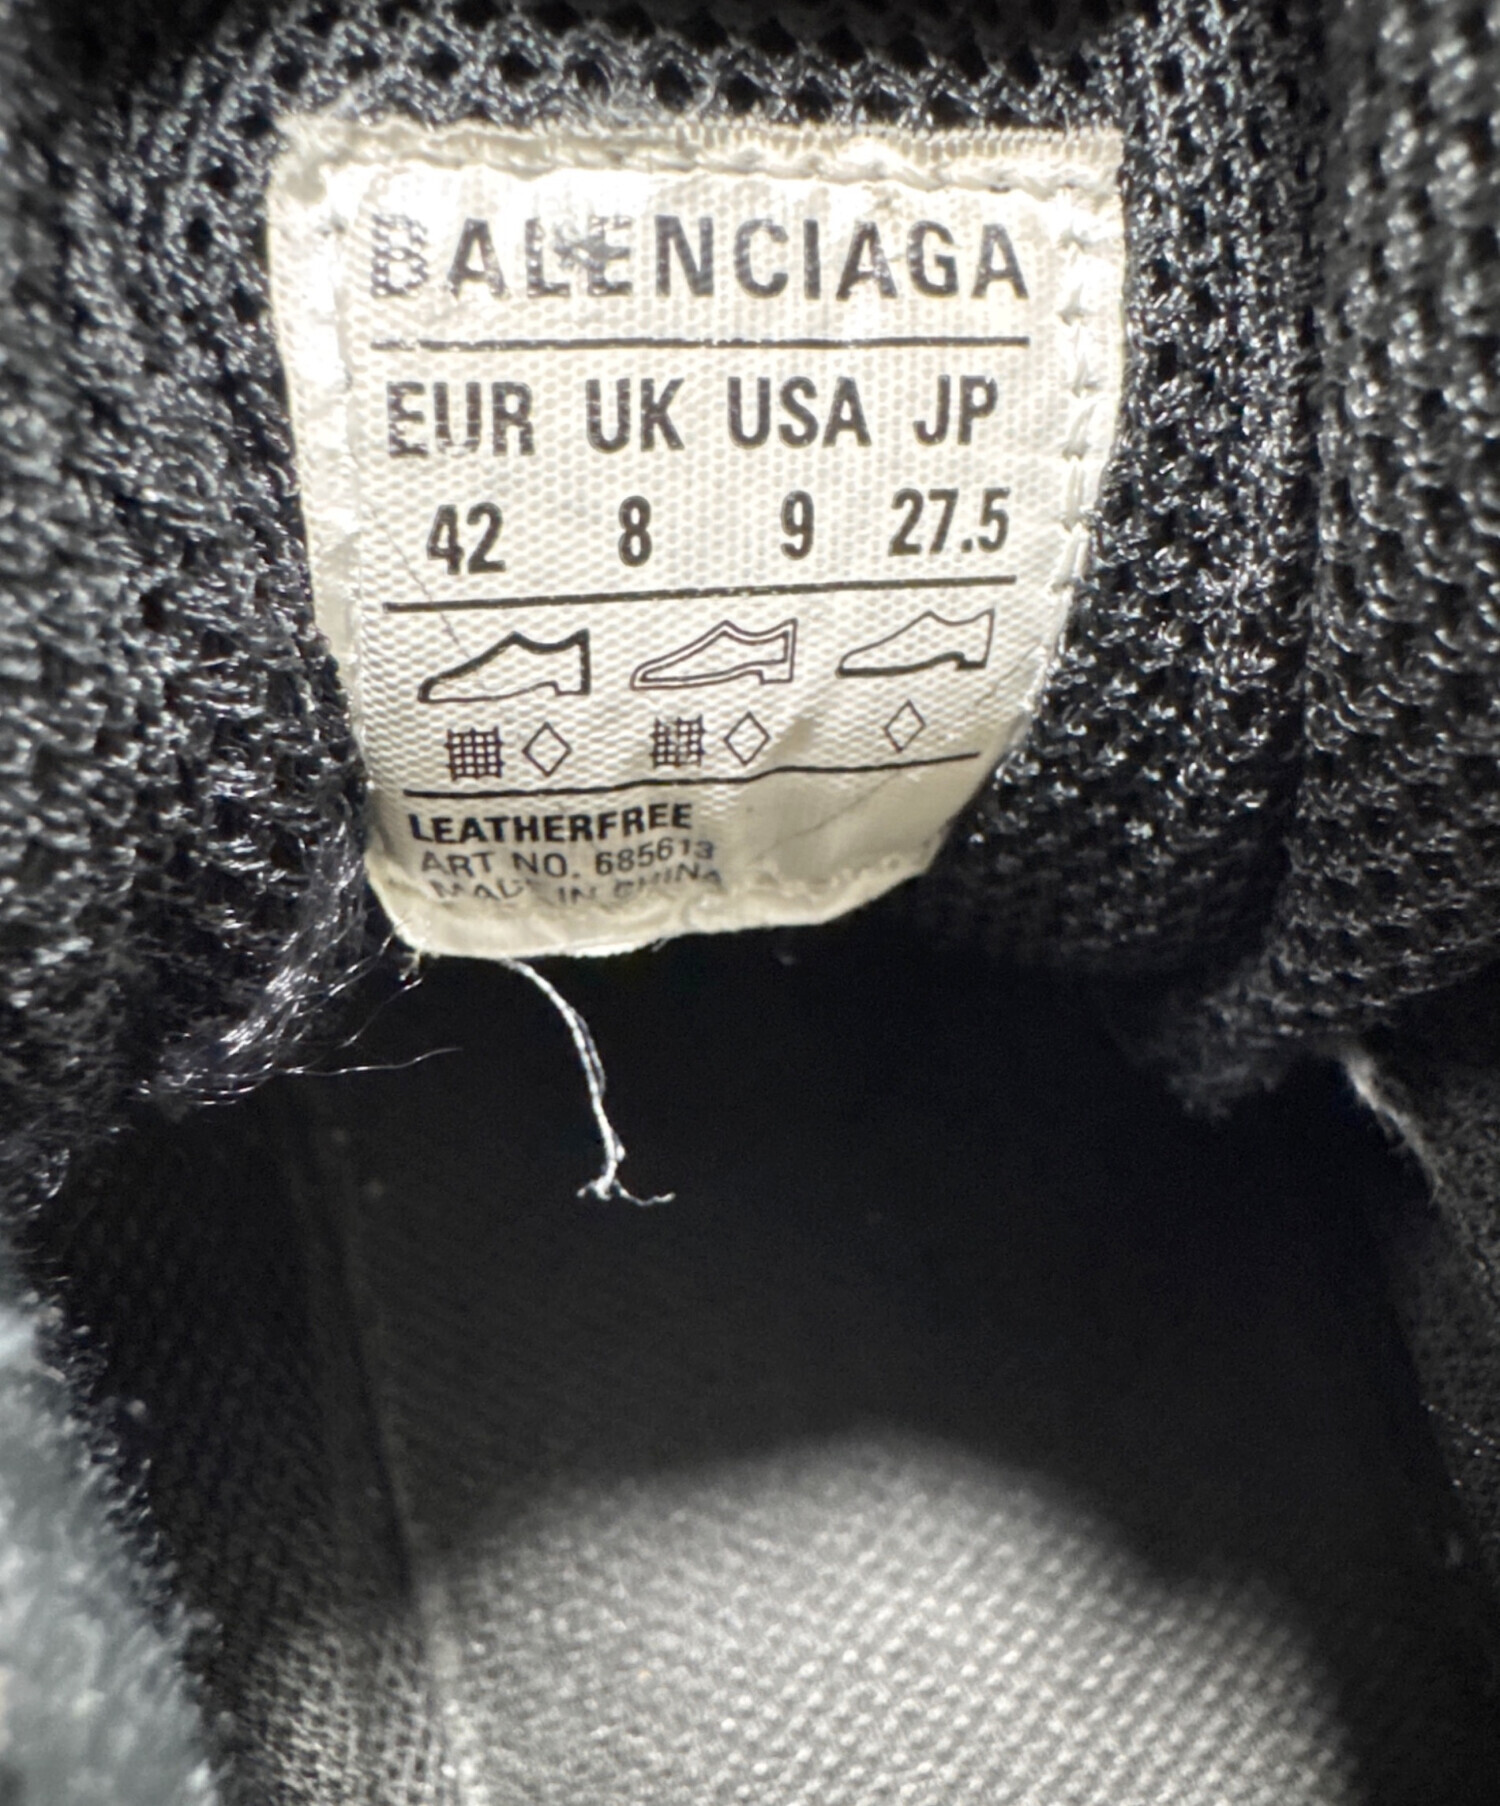 BALENCIAGA
EUR UK USA JP
42 8 9 27.5
LEATHERFREE
ART NO. 685613
MADE IN CHINA